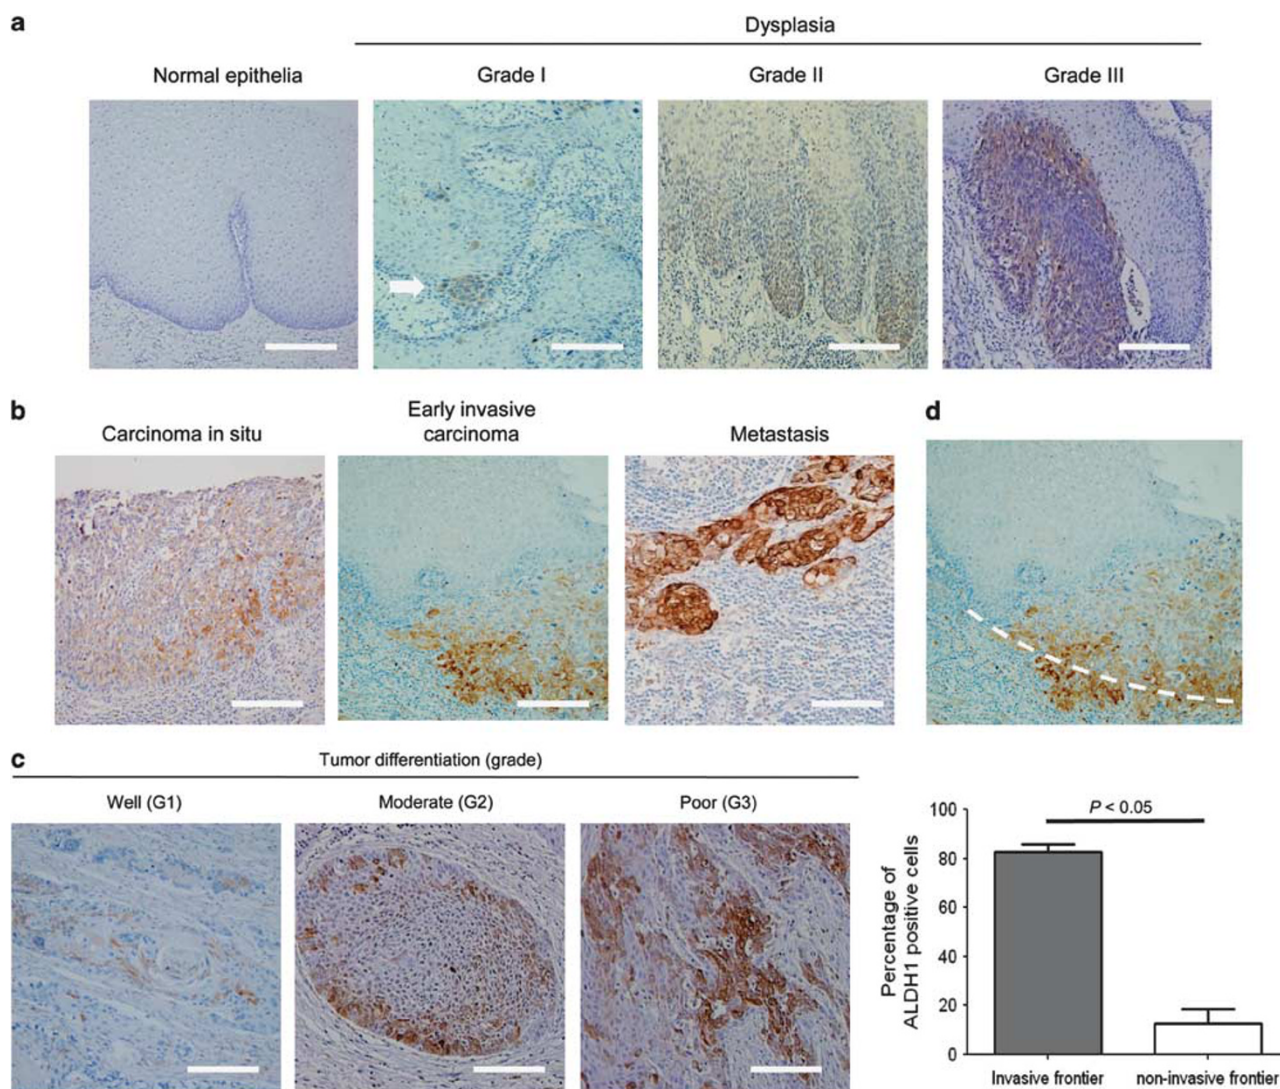 a
Dysplasia
Normal epithelia
Grade I
Grade II
Grade III
b
Carcinoma in situ
Early invasive
carcinoma
Metastasis
d
c
Tumor differentiation (grade)
Well (G1)
Moderate (G2)
Poor (G3)
P < 0.05
100
80
60
40
20
0
Percentage of
ALDH1 positive cells
Invasive frontier
non-invasive frontier